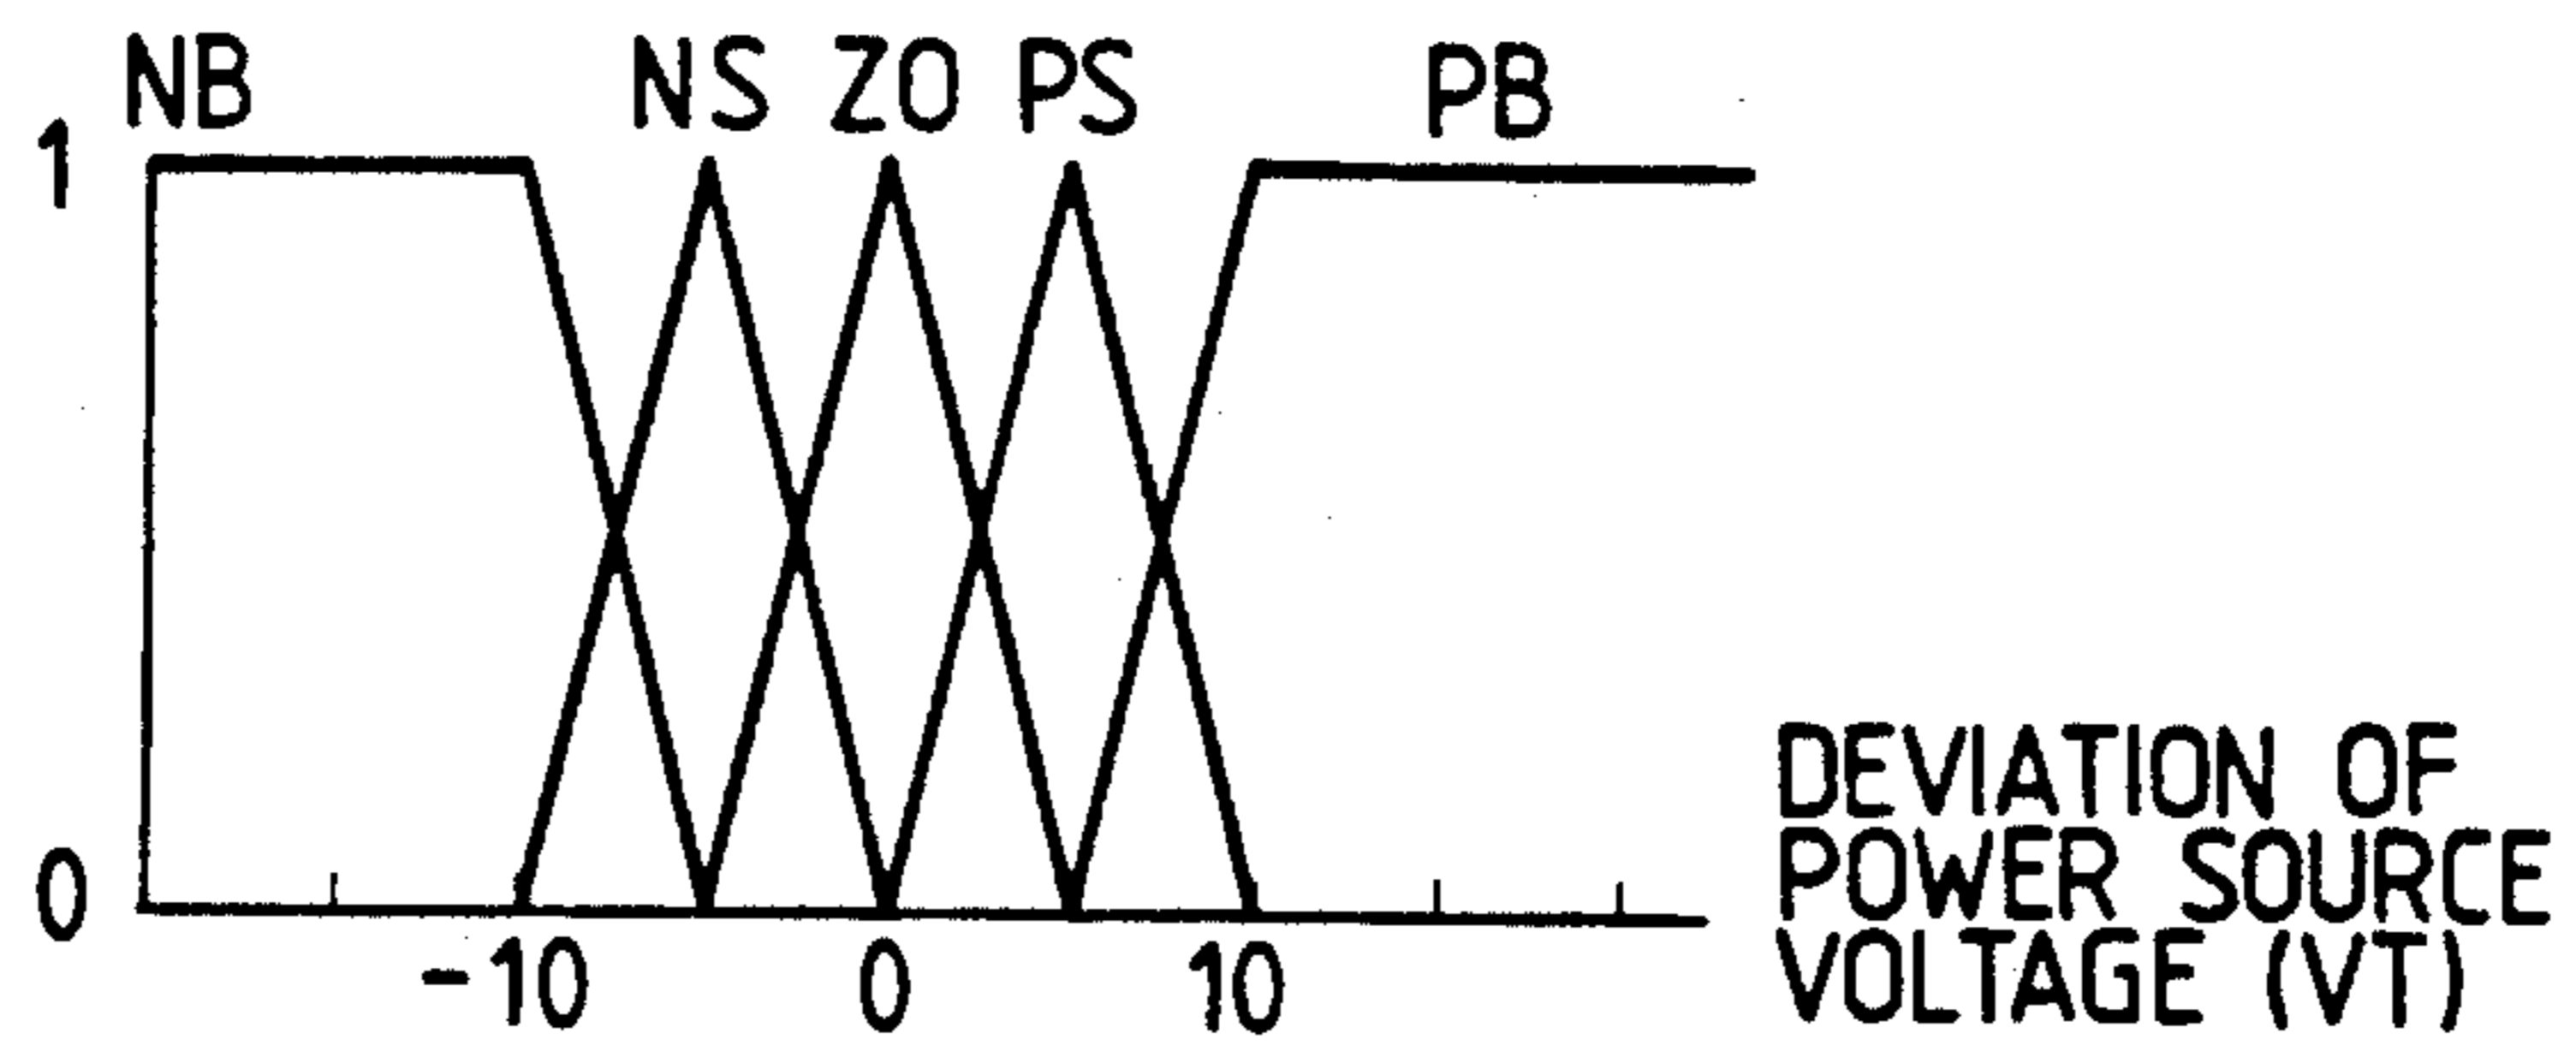 NB NS ZO PS PB
1
0
-10 0 10
DEVIATION OF
POWER SOURCE
VOLTAGE (VT)